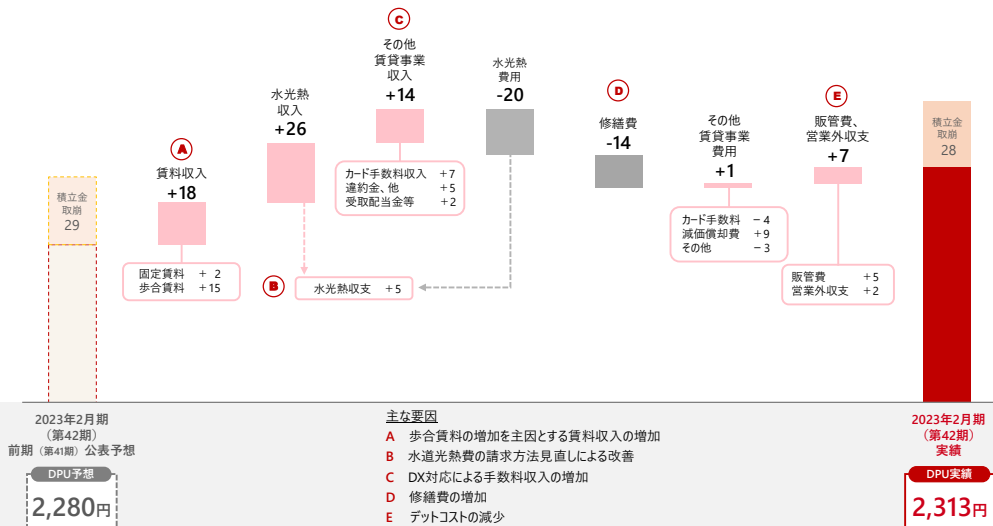 積立金
取崩
29
A
賃料収入
+18
固定賃料 + 2
歩合賃料 +15
水光熱
収入
+26
B
水光熱収支 +5
C
その他
賃貸事業
収入
+14
カード手数料収入 +7
違約金、他 +5
受取配当金等 +2
水光熱
費用
-20
D
修繕費
-14
その他
賃貸事業
費用
+1
カード手数料 -4
減価償却費 +9
その他 -3
E
販管費、
営業外収支
+7
販管費 +5
営業外収支 +2
積立金
取崩
28
2023年2月期
(第42期)
前期(第41期)公表予想
DPU予想
2,280円
主な要因
A 歩合賃料の増加を主因とする賃料収入の増加
B 水道光熱費の請求方法見直しによる改善
C DX対応による手数料収入の増加
D 修繕費の増加
E デットコストの減少
2023年2月期
(第42期)
実績
DPU実績
2,313円